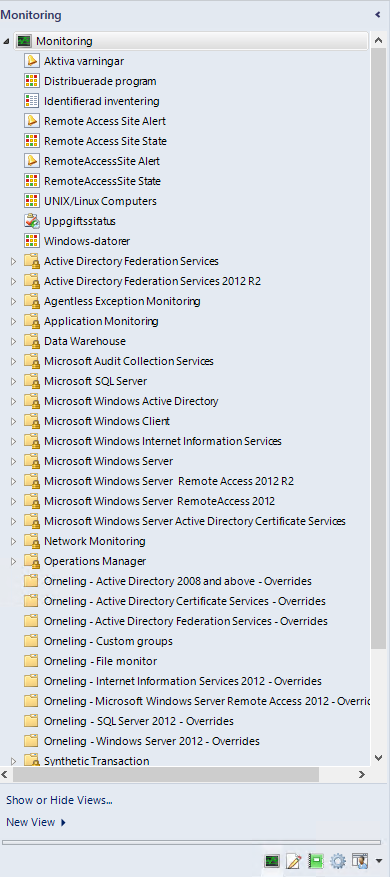 Monitoring
Monitoring
Aktiva varningar
Distribuerade program
Identifierad inventering
Remote Access Site Alert
Remote Access Site State
RemoteAccessSite Alert
RemoteAccessSite State
UNIX/Linux Computers
Uppgiftsstatus
Windows-datorer
Active Directory Federation Services
Active Directory Federation Services 2012 R2
Agentless Exception Monitoring
Application Monitoring
Data Warehouse
Microsoft Audit Collection Services
Microsoft SQL Server
Microsoft Windows Active Directory
Microsoft Windows Client
Microsoft Windows Internet Information Services
Microsoft Windows Server
Microsoft Windows Server  Remote Access 2012 R2
Microsoft Windows Server  RemoteAccess 2012
Microsoft Windows Server Active Directory Certificate Services
Network Monitoring
Operations Manager
Orneling - Active Directory 2008 and above - Overrides
Orneling - Active Directory Certificate Services - Overrides
Orneling - Active Directory Federation Services - Overrides
Orneling - Custom groups
Orneling - File monitor
Orneling - Internet Information Services 2012 - Overrides
Orneling - Microsoft Windows Server Remote Access 2012 - Overric
Orneling - SQL Server 2012 - Overrides
Orneling - Windows Server 2012 - Overrides
Synthetic Transaction
Show or Hide Views...
New View